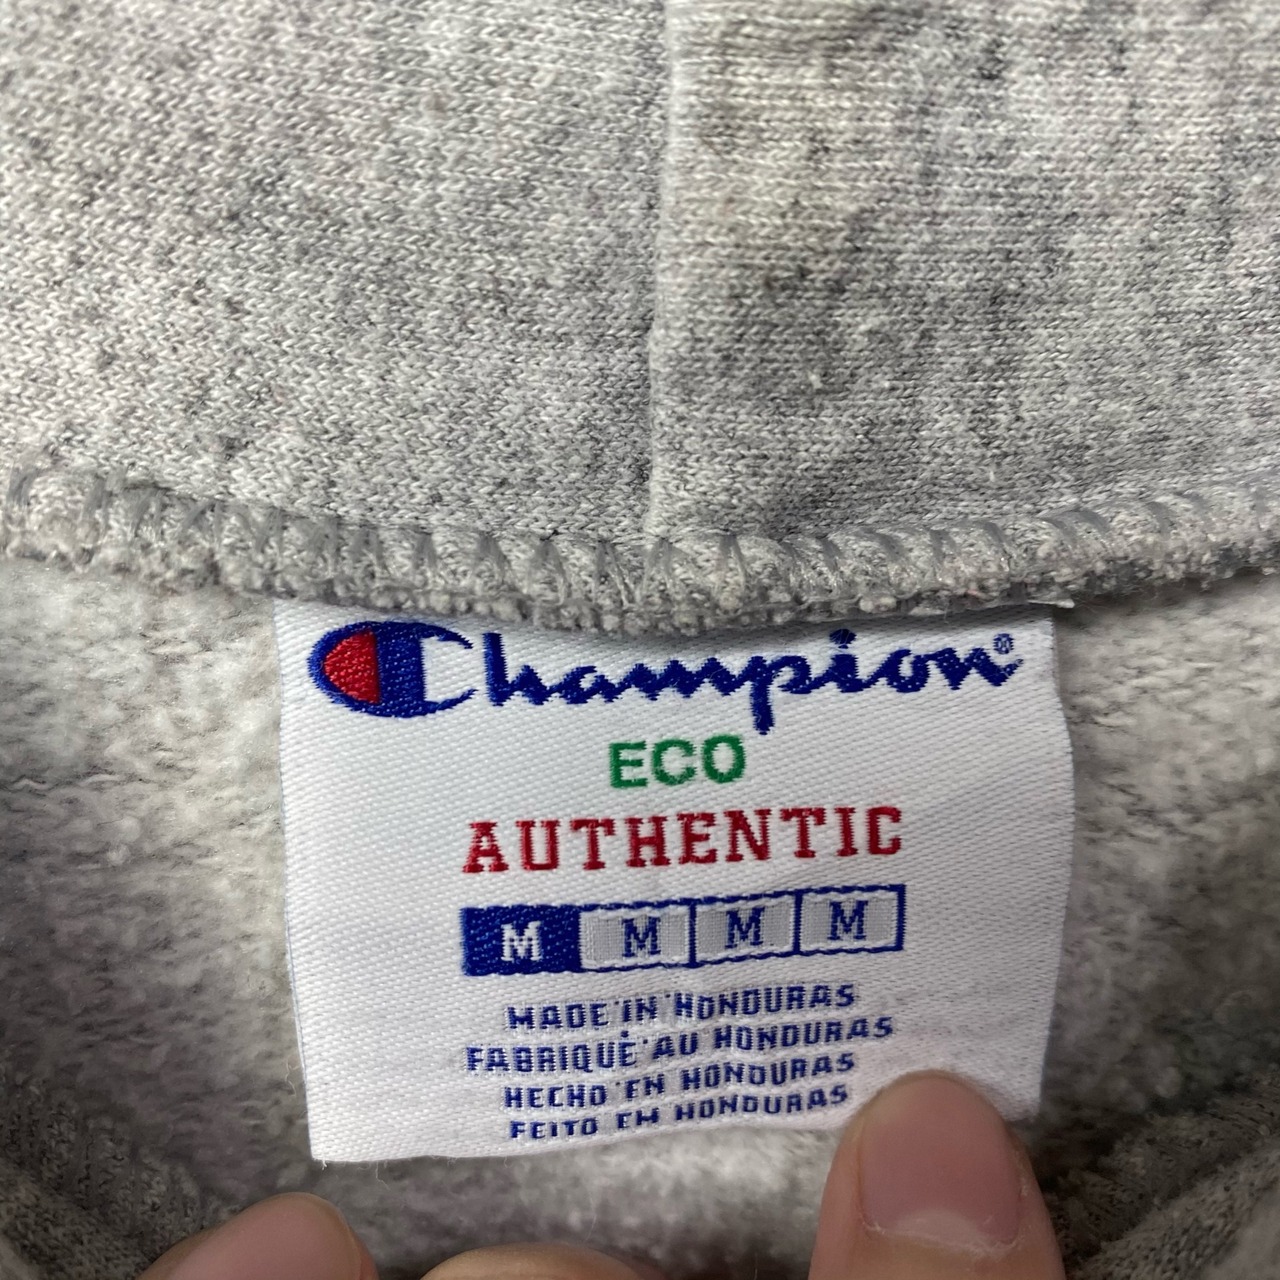 Champion®
ECO
AUTHENTIC
M M M M
MADE IN HONDURAS
FABRIQUÉ AU HONDURAS
HECHO EN HONDURAS
FEITO EM HONDURAS